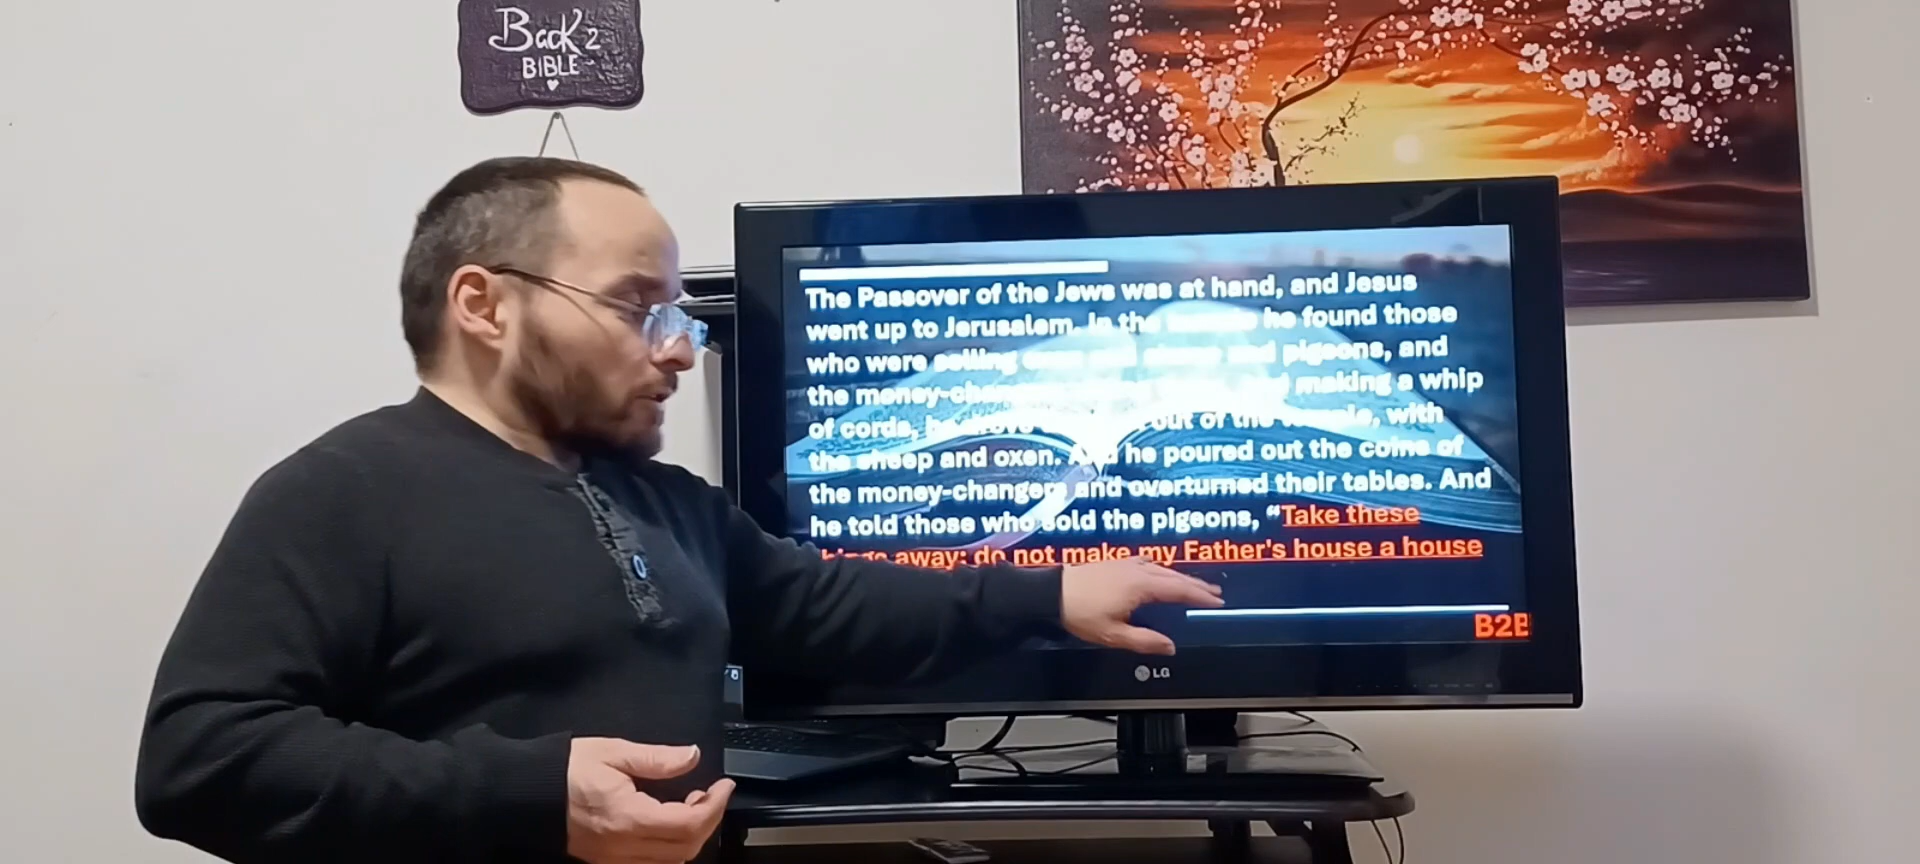 Back 2
BIBLE
The Passover of the Jews was at hand, and Jesus
went up to Jerusalem. In the he found those
who were selling and pigeons, and
the making a whip
of cords, out of the with
the sheep and oxen. And he poured out the coins of
the money-changers and overturned their tables. And
he told those who sold the pigeons, “Take these
away; do not make my Father's house a house
B2B
LG